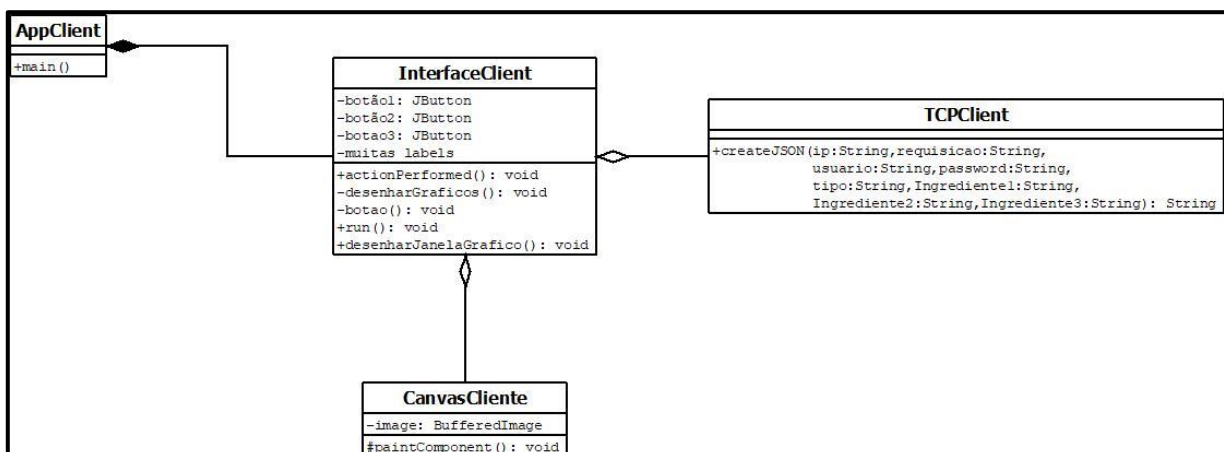 AppClient
+main()
InterfaceClient
-botão1: JButton
-botão2: JButton
-botao3: JButton
-muitas labels
+actionPerformed(): void
-desenharGraficos(): void
-botao(): void
+run(): void
+desenharJanelaGrafico(): void
TCPClient
+createJSON(ip:String,requisicao:String,
usuario:String,password:String,
tipo:String,Ingrediente1:String,
Ingrediente2:String,Ingrediente3:String): String
CanvasCliente
-image: BufferedImage
#paintComponent(): void